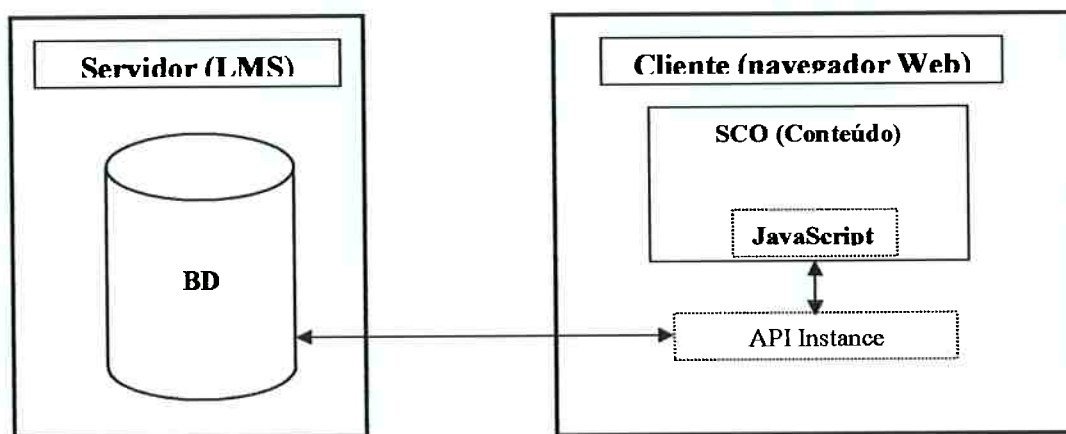 Servidor (LMS)
BD
Cliente (navegador Web)
SCO (Conteúdo)
JavaScript
API Instance